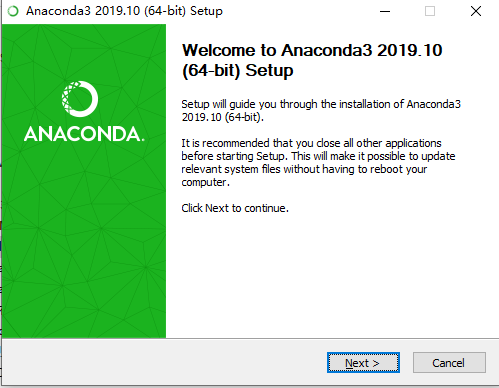 Anaconda3 2019.10 (64-bit) Setup
ANACONDA.
Welcome to Anaconda3 2019.10
(64-bit) Setup
Setup will guide you through the installation of Anaconda3
2019.10 (64-bit).
It is recommended that you close all other applications
before starting Setup. This will make it possible to update
relevant system files without having to reboot your
computer.
Click Next to continue.
Next >
Cancel